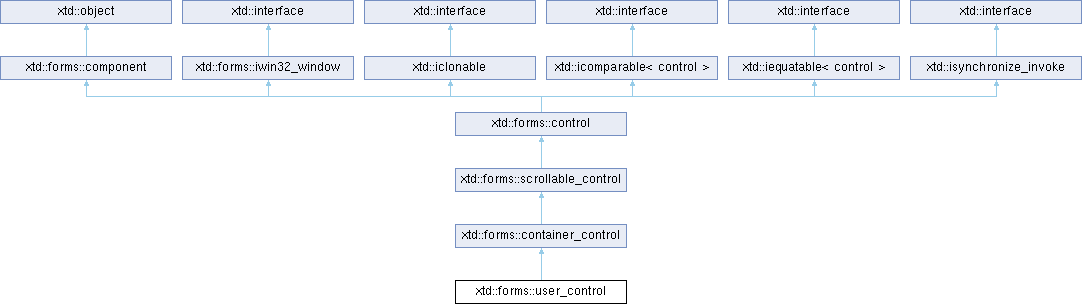 xtd::object
xtd::interface
xtd::interface
xtd::interface
xtd::interface
xtd::interface
xtd::forms::component
xtd::forms::iwin32_window
xtd::iclonable
xtd::icomparable< control >
xtd::iequatable< control >
xtd::isynchronize_invoke
xtd::forms::control
xtd::forms::scrollable_control
xtd::forms::container_control
xtd::forms::user_control